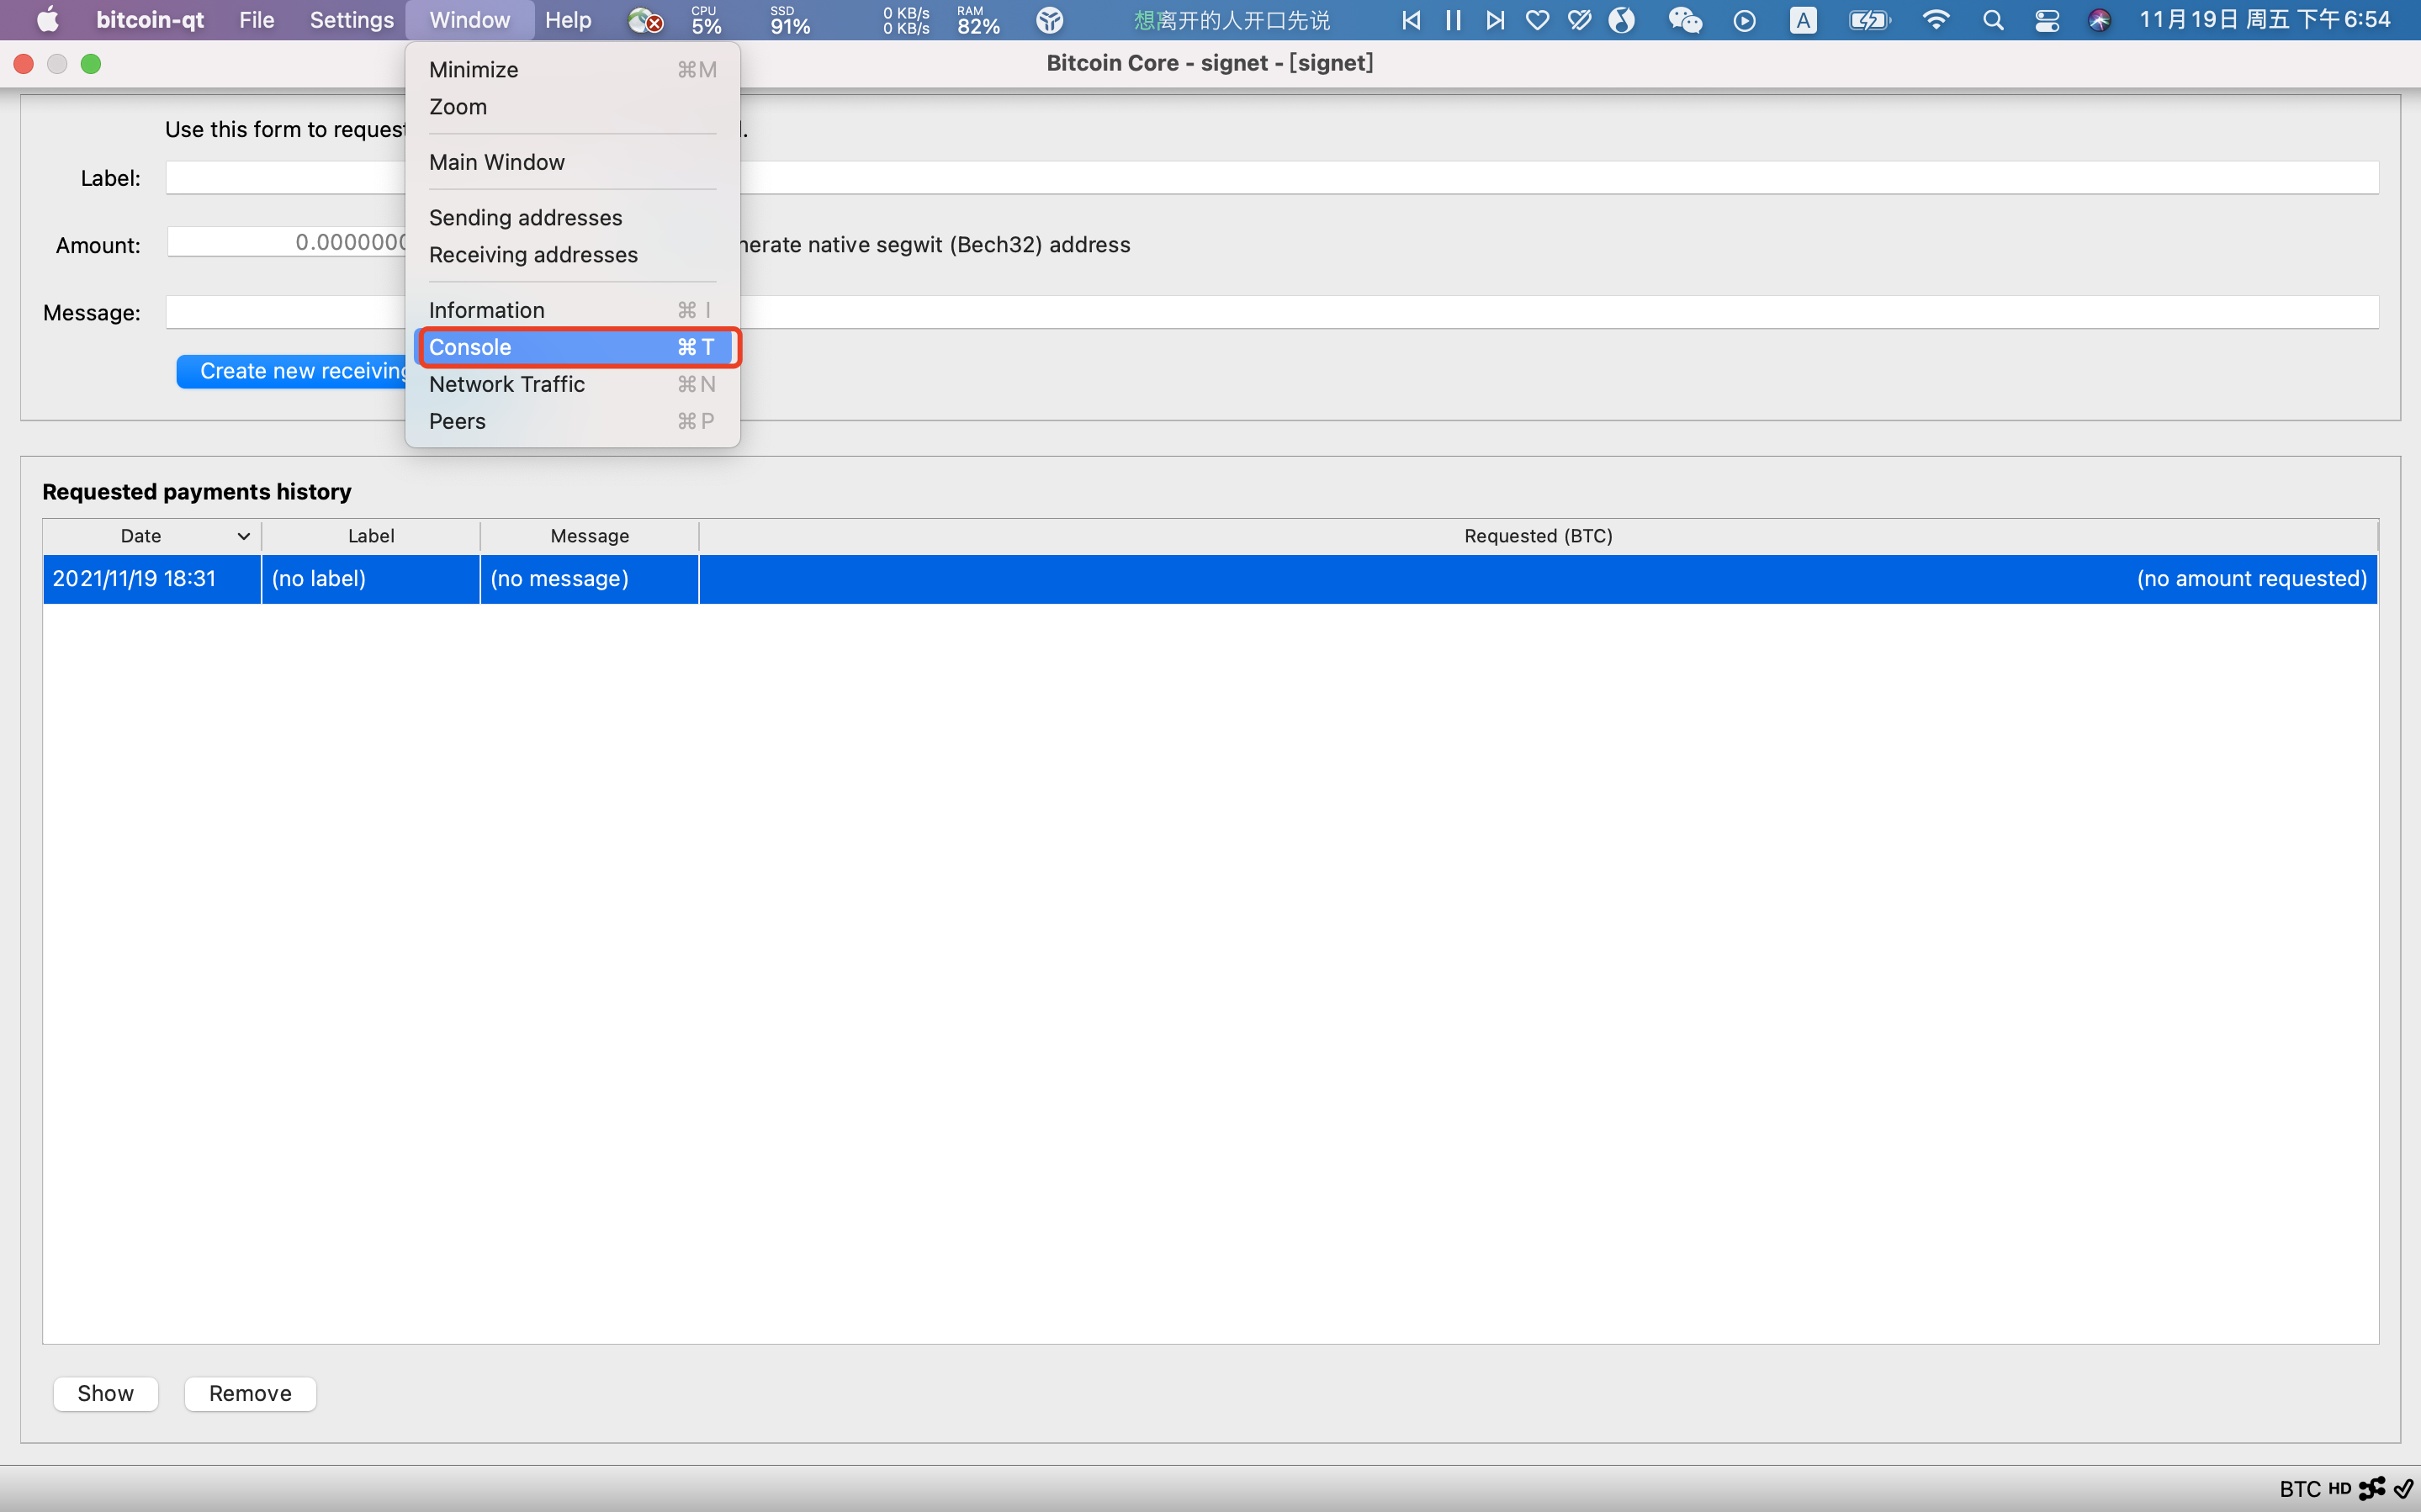 bitcoin-qt File Settings Window Help CPU 5% SSD 91% 0 KB/s 0 KB/s RAM 82% 想离开的人开口先说 A 11月19日 周五 下午6:54
Bitcoin Core - signet - [signet]
Minimize ⌘M
Zoom
Main Window
Sending addresses
Receiving addresses
Information ⌘ I
Console ⌘ T
Network Traffic ⌘ N
Peers ⌘ P
Use this form to request
Label:
Amount: 0.0000000 nerate native segwit (Bech32) address
Message:
Create new receiving
Requested payments history
Date Label Message Requested (BTC)
2021/11/19 18:31 (no label) (no message) (no amount requested)
Show Remove
BTC HD